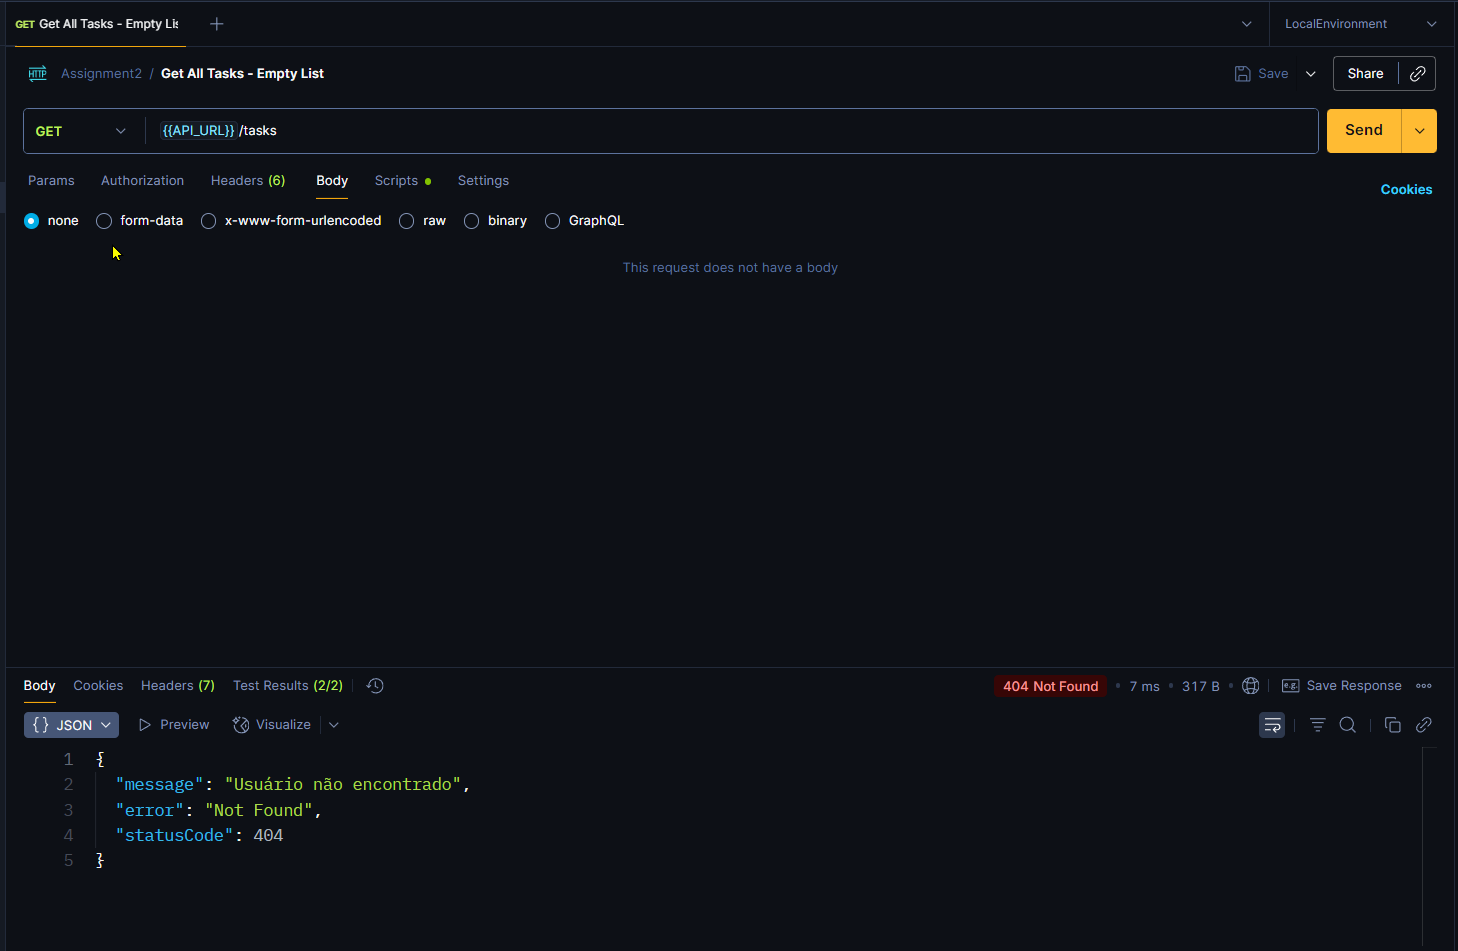 GET Get All Tasks - Empty Lis
LocalEnvironment
HTTP Assignment2 / Get All Tasks - Empty List
Save
Share
GET
{{API_URL}} /tasks
Send
Params Authorization Headers (6) Body Scripts Settings
Cookies
none form-data x-www-form-urlencoded raw binary GraphQL
This request does not have a body
Body Cookies Headers (7) Test Results (2/2)
404 Not Found • 7 ms • 317 B • e.g. Save Response
{} JSON Preview Visualize
1 {
2 "message": "Usuário não encontrado",
3 "error": "Not Found",
4 "statusCode": 404
5 }